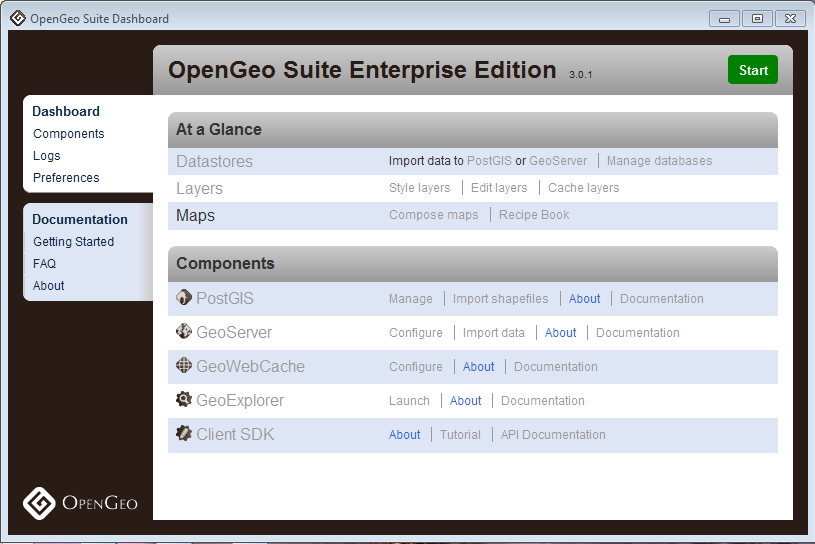 OpenGeo Suite Dashboard
OpenGeo Suite Enterprise Edition 3.0.1
Start
Dashboard
Components
Logs
Preferences
Documentation
Getting Started
FAQ
About
At a Glance
Datastores Import data to PostGIS or GeoServer Manage databases
Layers Style layers Edit layers Cache layers
Maps Compose maps Recipe Book
Components
PostGIS Manage Import shapefiles About Documentation
GeoServer Configure Import data About Documentation
GeoWebCache Configure About Documentation
GeoExplorer Launch About Documentation
Client SDK About Tutorial API Documentation
OpenGeo